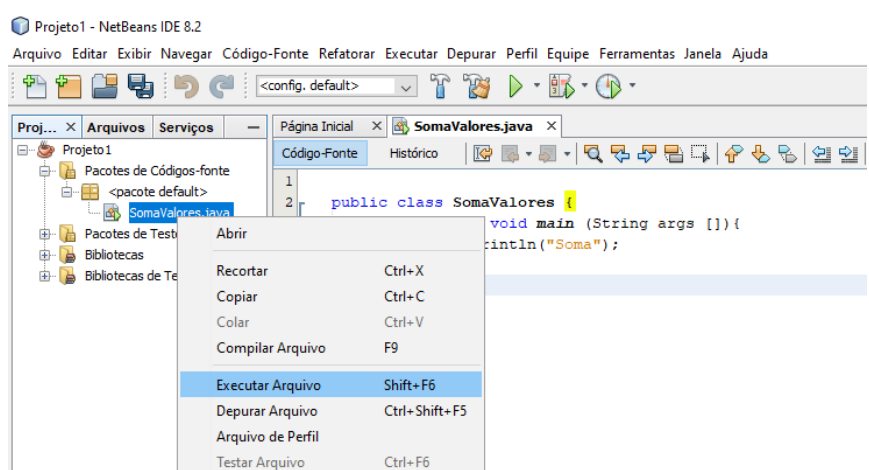 Projeto1 - NetBeans IDE 8.2
Arquivo Editar Exibir Navegar Código-Fonte Refatorar Executar Depurar Perfil Equipe Ferramentas Janela Ajuda
<config. default>
Proj... × Arquivos Serviços —
Página Inicial × SomaValores.java ×
Projeto1
Código-Fonte Histórico
Pacotes de Códigos-fonte
<pacote default>
SomaValores.java
Pacotes de Test
Bibliotecas
Bibliotecas de Te
1
2 public class SomaValores {
void main (String args []){
intln("Soma");
Abrir
Recortar Ctrl+X
Copiar Ctrl+C
Colar Ctrl+V
Compilar Arquivo F9
Executar Arquivo Shift+F6
Depurar Arquivo Ctrl+Shift+F5
Arquivo de Perfil
Testar Arquivo Ctrl+F6